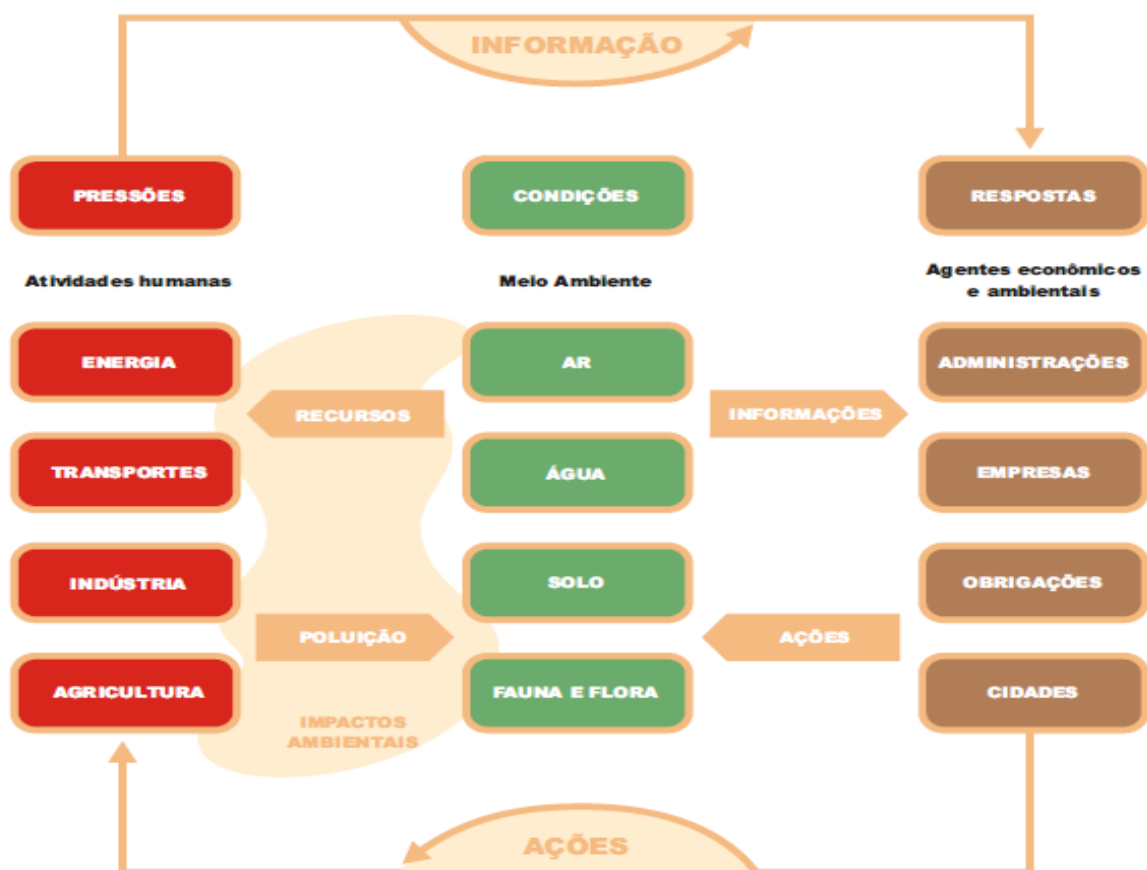 INFORMAÇÃO
PRESSÕES
CONDIÇÕES
RESPOSTAS
Atividades humanas
Meio Ambiente
Agentes econômicos
e ambientais
ENERGIA
AR
ADMINISTRAÇÕES
RECURSOS
INFORMAÇÕES
TRANSPORTES
ÁGUA
EMPRESAS
INDÚSTRIA
SOLO
OBRIGAÇÕES
POLUIÇÃO
AÇÕES
AGRICULTURA
FAUNA E FLORA
CIDADES
IMPACTOS
AMBIENTAIS
AÇÕES